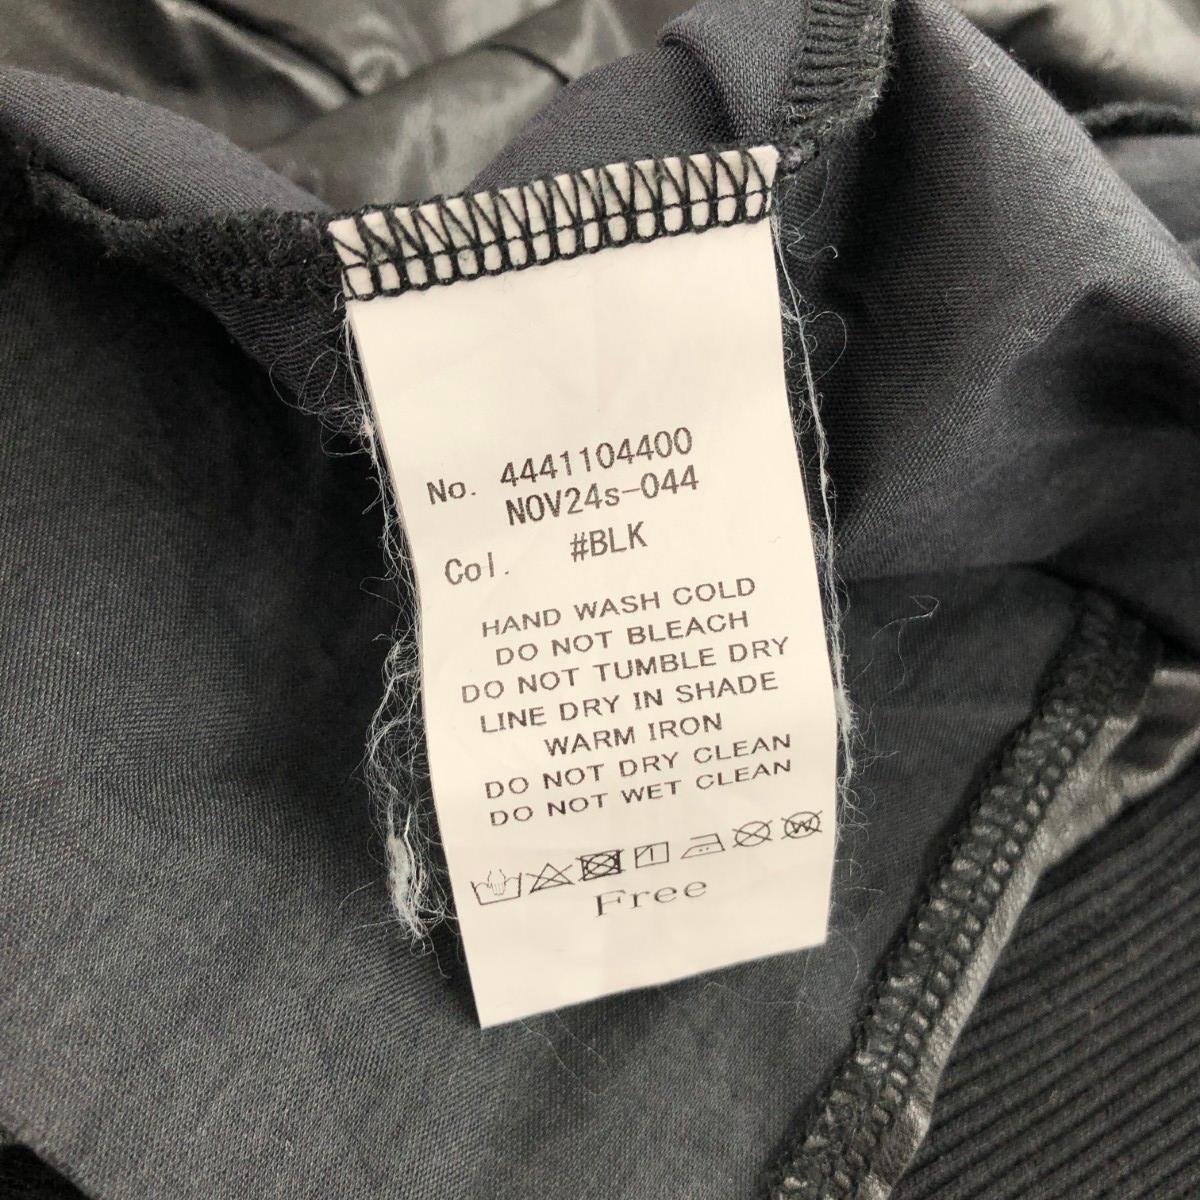 No. 4441104400
NOV24s-044
Col. #BLK
HAND WASH COLD
DO NOT BLEACH
DO NOT TUMBLE DRY
LINE DRY IN SHADE
WARM IRON
DO NOT DRY CLEAN
DO NOT WET CLEAN
W
Free